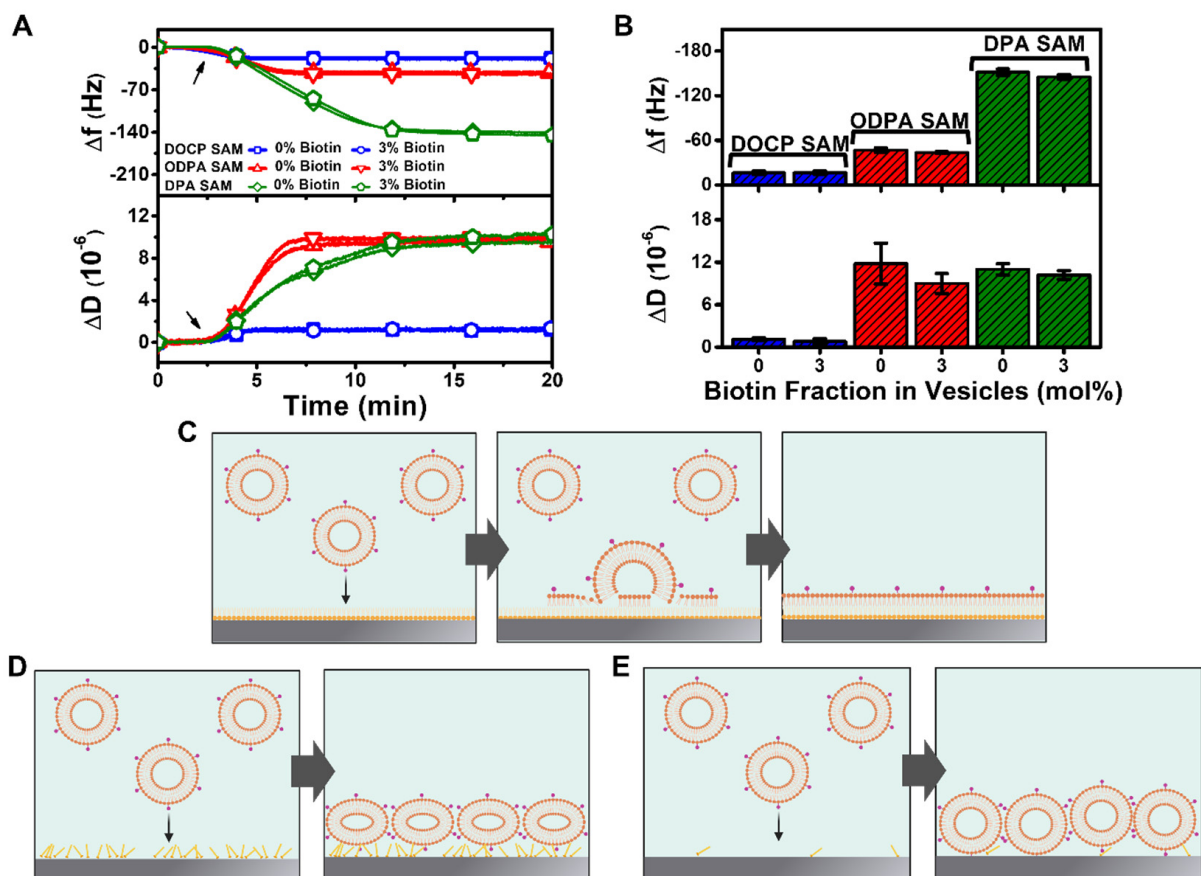 A
Δf (Hz)
0
-70
-140
-210
DOCP SAM 0% Biotin 3% Biotin
ODPA SAM 0% Biotin 3% Biotin
DPA SAM 0% Biotin 3% Biotin
ΔD (10-6)
12
8
4
0
0 5 10 15 20
Time (min)
B
Δf (Hz)
-180
-120
-60
0
DOCP SAM
ODPA SAM
DPA SAM
ΔD (10-6)
18
12
6
0
0 3 0 3 0 3
Biotin Fraction in Vesicles (mol%)
C
D
E